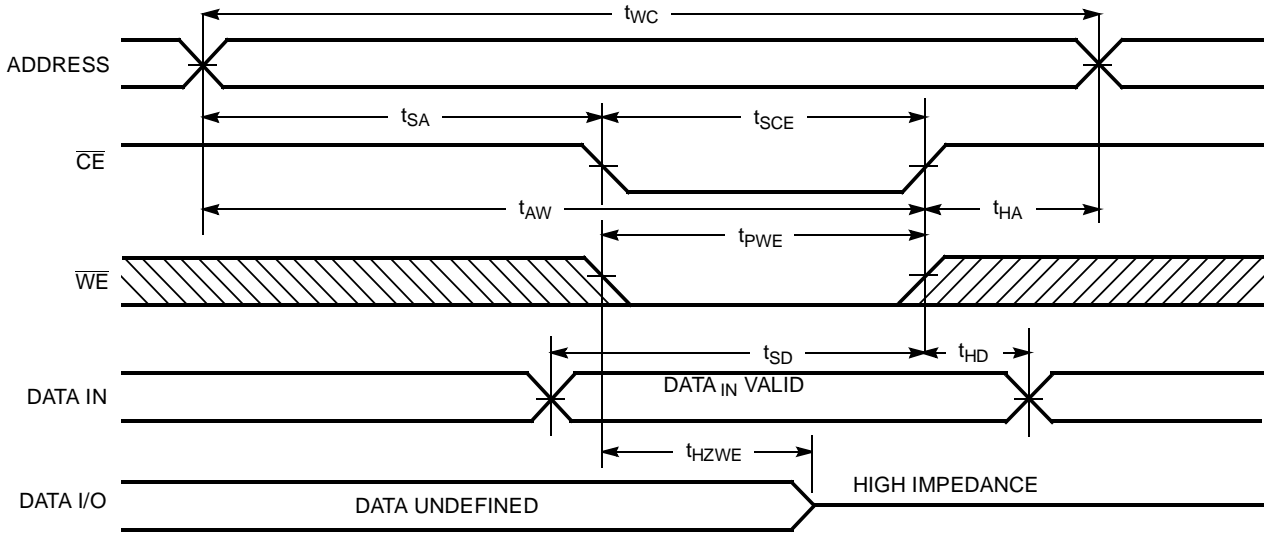 tWC
ADDRESS
tSA
tSCE
CE
tAW
tHA
tPWE
WE
tSD
tHD
DATA IN
DATA IN VALID
tHZWE
DATA I/O
DATA UNDEFINED
HIGH IMPEDANCE